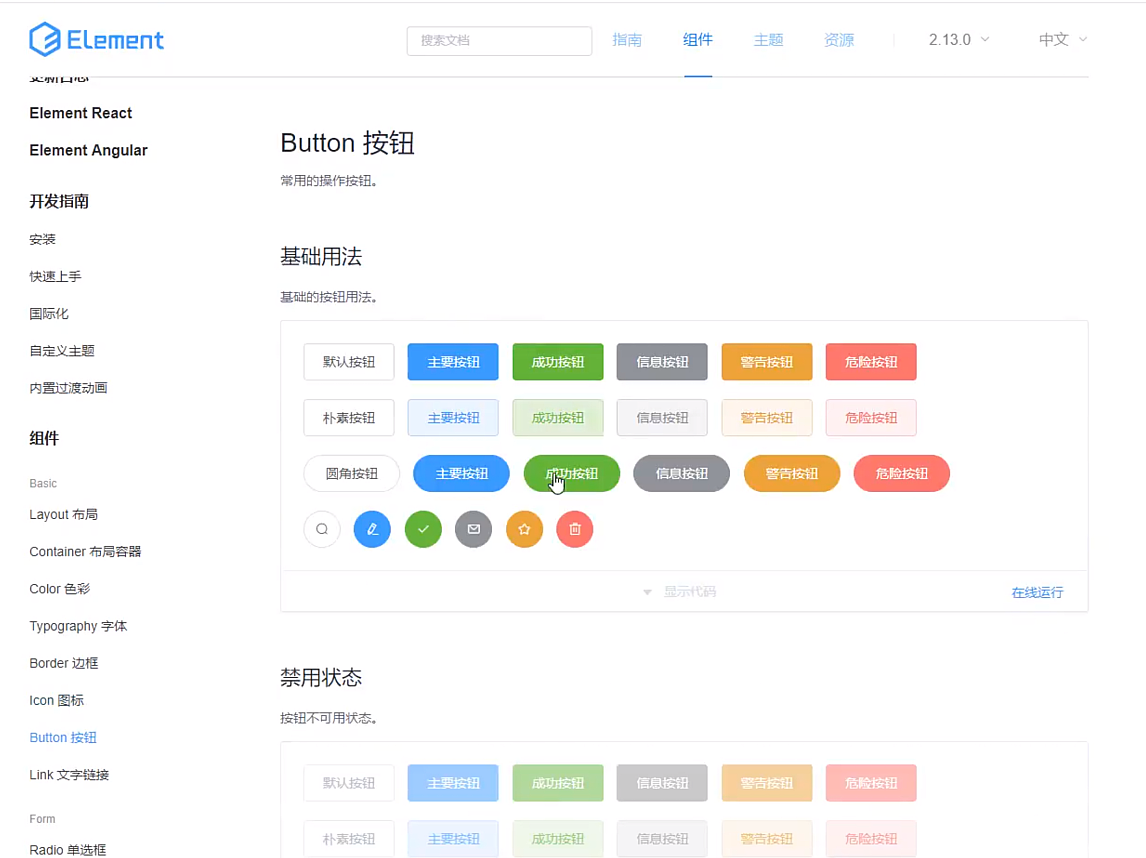 Element
搜索文档
指南 组件 主题 资源 2.13.0 中文
更新日志
Element React
Element Angular
开发指南
安装
快速上手
国际化
自定义主题
内置过渡动画
组件
Basic
Layout 布局
Container 布局容器
Color 色彩
Typography 字体
Border 边框
Icon 图标
Button 按钮
Link 文字链接
Form
Radio 单选框
Button 按钮
常用的操作按钮。
基础用法
基础的按钮用法。
默认按钮 主要按钮 成功按钮 信息按钮 警告按钮 危险按钮
朴素按钮 主要按钮 成功按钮 信息按钮 警告按钮 危险按钮
圆角按钮 主要按钮 成功按钮 信息按钮 警告按钮 危险按钮
显示代码 在线运行
禁用状态
按钮不可用状态。
默认按钮 主要按钮 成功按钮 信息按钮 警告按钮 危险按钮
朴素按钮 主要按钮 成功按钮 信息按钮 警告按钮 危险按钮